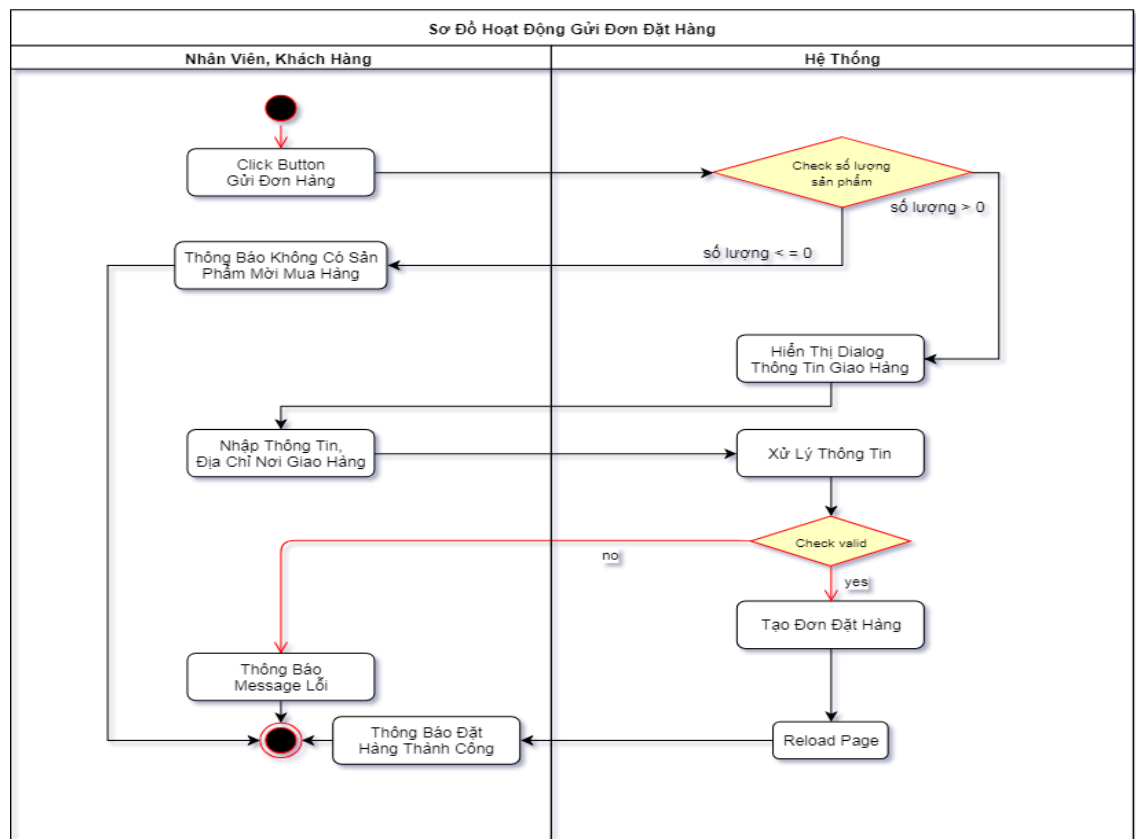 Sơ Đồ Hoạt Động Gửi Đơn Đặt Hàng
Nhân Viên, Khách Hàng
Hệ Thống
Click Button
Gửi Đơn Hàng
Check số lượng
sản phẩm
số lượng > 0
số lượng < = 0
Thông Báo Không Có Sản
Phẩm Mời Mua Hàng
Hiển Thị Dialog
Thông Tin Giao Hàng
Nhập Thông Tin,
Địa Chỉ Nơi Giao Hàng
Xử Lý Thông Tin
Check valid
no
yes
Tạo Đơn Đặt Hàng
Thông Báo
Message Lỗi
Thông Báo Đặt
Hàng Thành Công
Reload Page